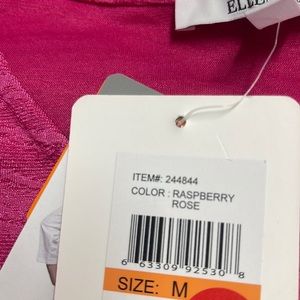 ITEM#: 244844
COLOR : RASPBERRY
ROSE
6 63309 92530 8
SIZE: M